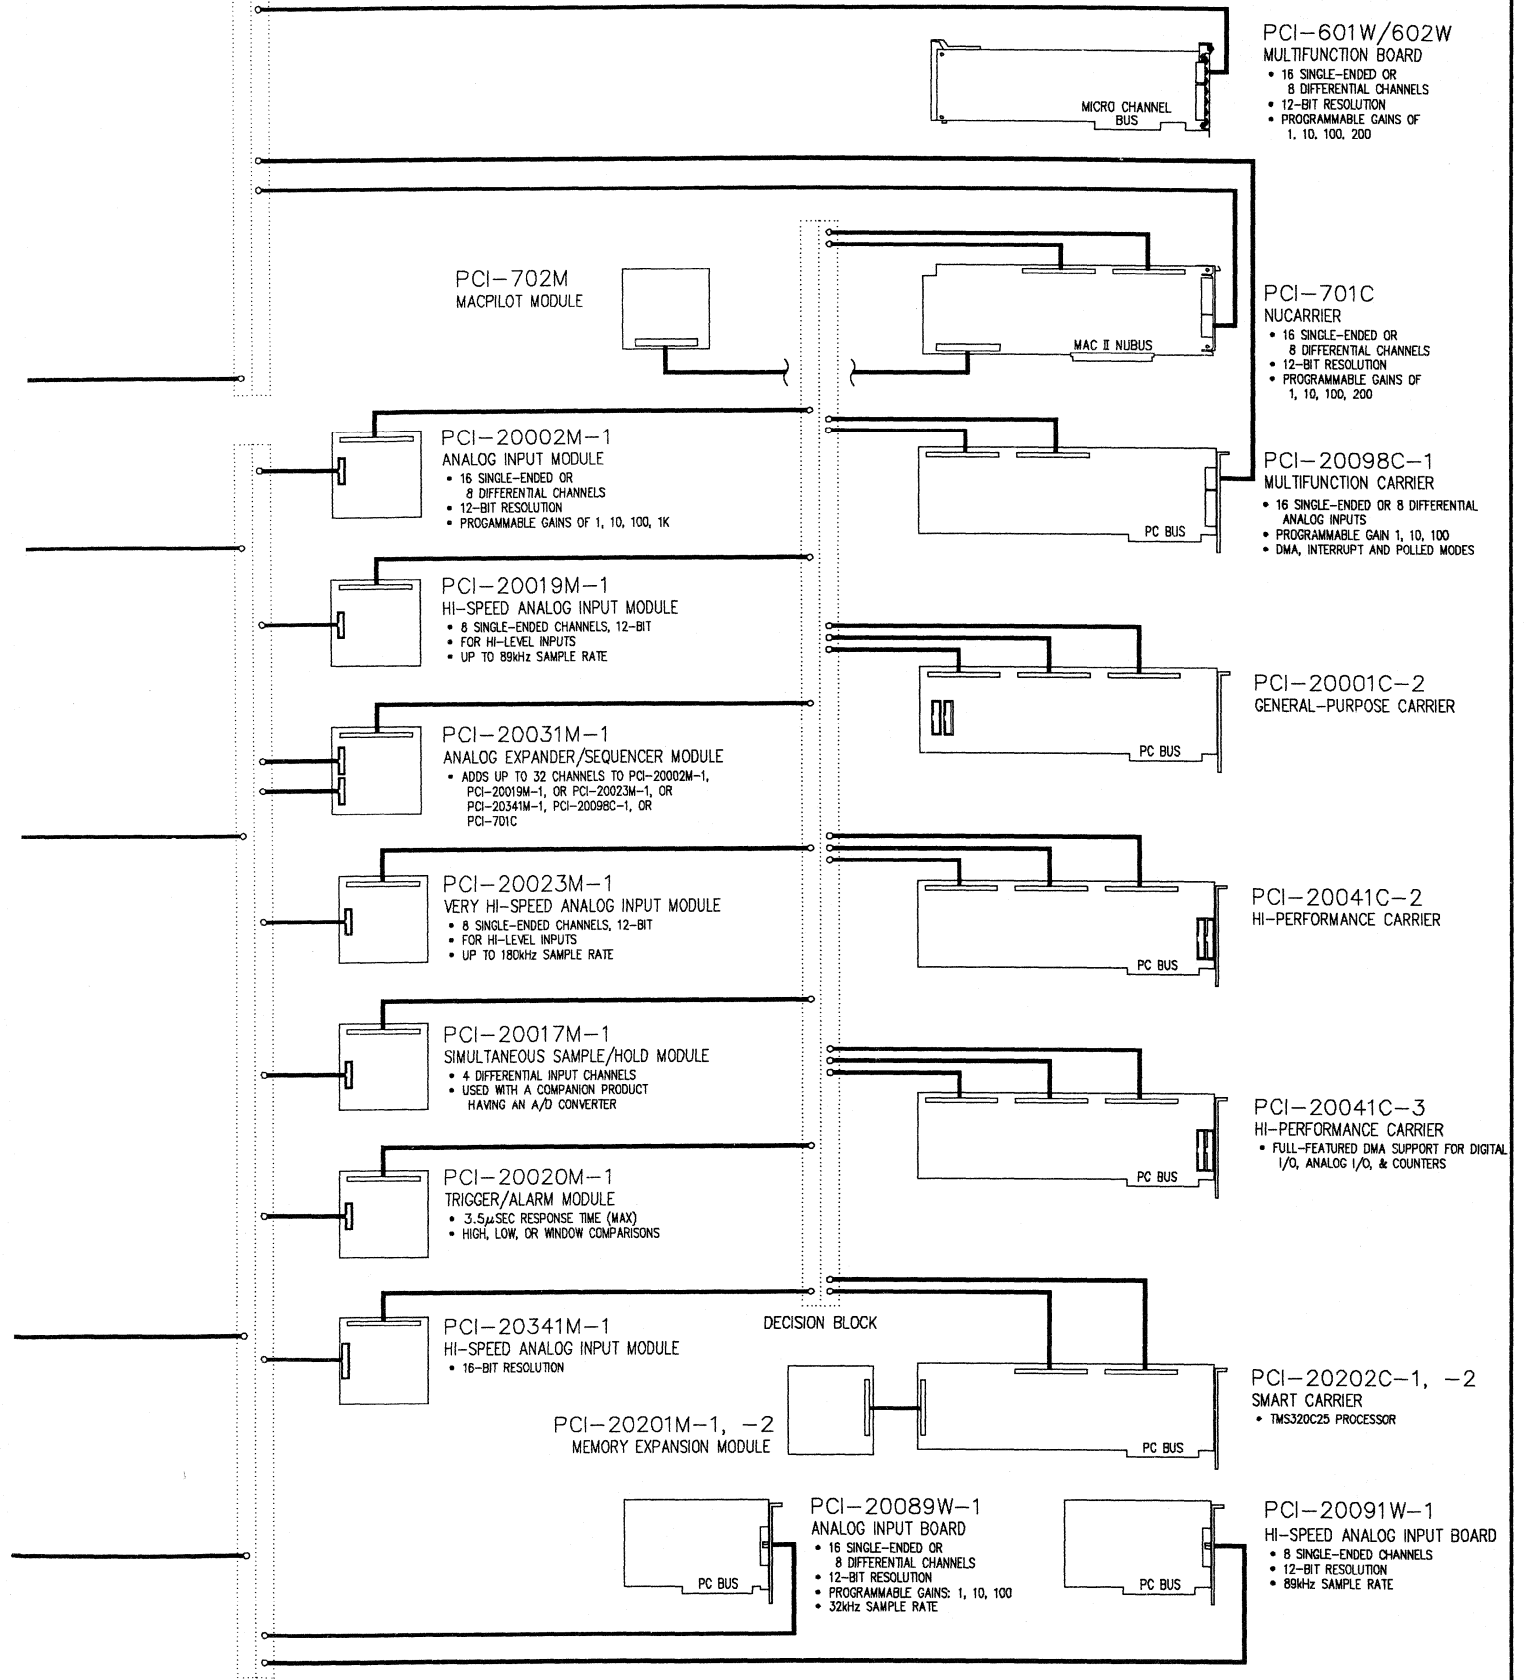 PCI-601W/602W
MULTIFUNCTION BOARD
• 16 SINGLE-ENDED OR
8 DIFFERENTIAL CHANNELS
• 12-BIT RESOLUTION
• PROGRAMMABLE GAINS OF
1, 10, 100, 200
MICRO CHANNEL
BUS
PCI-702M
MACPILOT MODULE
MAC II NUBUS
PCI-701C
NUCARRIER
• 16 SINGLE-ENDED OR
8 DIFFERENTIAL CHANNELS
• 12-BIT RESOLUTION
• PROGRAMMABLE GAINS OF
1, 10, 100, 200
PCI-20002M-1
ANALOG INPUT MODULE
• 16 SINGLE-ENDED OR
8 DIFFERENTIAL CHANNELS
• 12-BIT RESOLUTION
• PROGAMMABLE GAINS OF 1, 10, 100, 1K
PC BUS
PCI-20098C-1
MULTIFUNCTION CARRIER
• 16 SINGLE-ENDED OR 8 DIFFERENTIAL
ANALOG INPUTS
• PROGRAMMABLE GAIN 1, 10, 100
• DMA, INTERRUPT AND POLLED MODES
PCI-20019M-1
HI-SPEED ANALOG INPUT MODULE
• 8 SINGLE-ENDED CHANNELS, 12-BIT
• FOR HI-LEVEL INPUTS
• UP TO 89kHz SAMPLE RATE
PC BUS
PCI-20001C-2
GENERAL-PURPOSE CARRIER
PCI-20031M-1
ANALOG EXPANDER/SEQUENCER MODULE
• ADDS UP TO 32 CHANNELS TO PCI-20002M-1,
PCI-20019M-1, OR PCI-20023M-1, OR
PCI-20341M-1, PCI-20098C-1, OR
PCI-701C
PCI-20023M-1
VERY HI-SPEED ANALOG INPUT MODULE
• 8 SINGLE-ENDED CHANNELS, 12-BIT
• FOR HI-LEVEL INPUTS
• UP TO 180kHz SAMPLE RATE
PC BUS
PCI-20041C-2
HI-PERFORMANCE CARRIER
PCI-20017M-1
SIMULTANEOUS SAMPLE/HOLD MODULE
• 4 DIFFERENTIAL INPUT CHANNELS
• USED WITH A COMPANION PRODUCT
HAVING AN A/D CONVERTER
PC BUS
PCI-20041C-3
HI-PERFORMANCE CARRIER
• FULL-FEATURED DMA SUPPORT FOR DIGITAL
I/O, ANALOG I/O, & COUNTERS
PCI-20020M-1
TRIGGER/ALARM MODULE
• 3.5µSEC RESPONSE TIME (MAX)
• HIGH, LOW, OR WINDOW COMPARISONS
DECISION BLOCK
PCI-20341M-1
HI-SPEED ANALOG INPUT MODULE
• 16-BIT RESOLUTION
PCI-20201M-1, -2
MEMORY EXPANSION MODULE
PC BUS
PCI-20202C-1, -2
SMART CARRIER
• TMS320C25 PROCESSOR
PC BUS
PCI-20089W-1
ANALOG INPUT BOARD
• 16 SINGLE-ENDED OR
8 DIFFERENTIAL CHANNELS
• 12-BIT RESOLUTION
• PROGRAMMABLE GAINS: 1, 10, 100
• 32kHz SAMPLE RATE
PC BUS
PCI-20091W-1
HI-SPEED ANALOG INPUT BOARD
• 8 SINGLE-ENDED CHANNELS
• 12-BIT RESOLUTION
• 89kHz SAMPLE RATE